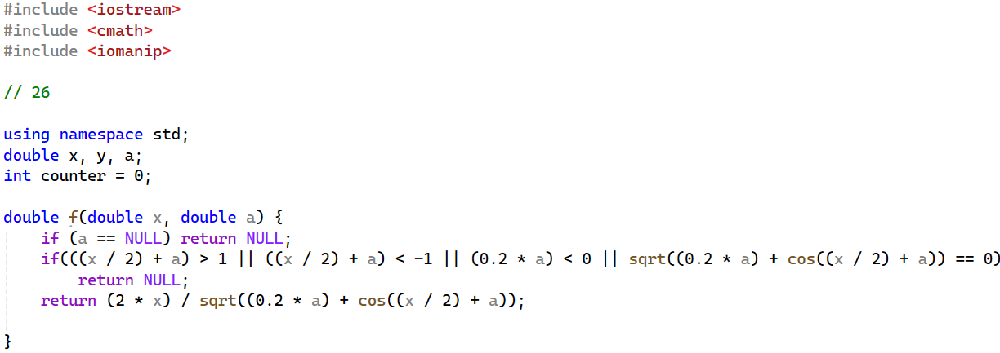 #include <iostream>
#include <cmath>
#include <iomanip>
// 26
using namespace std;
double x, y, a;
int counter = 0;
double f(double x, double a) {
if (a == NULL) return NULL;
if(((x / 2) + a) > 1 || ((x / 2) + a) < -1 || (0.2 * a) < 0 || sqrt((0.2 * a) + cos((x / 2) + a)) == 0)
return NULL;
return (2 * x) / sqrt((0.2 * a) + cos((x / 2) + a));
}